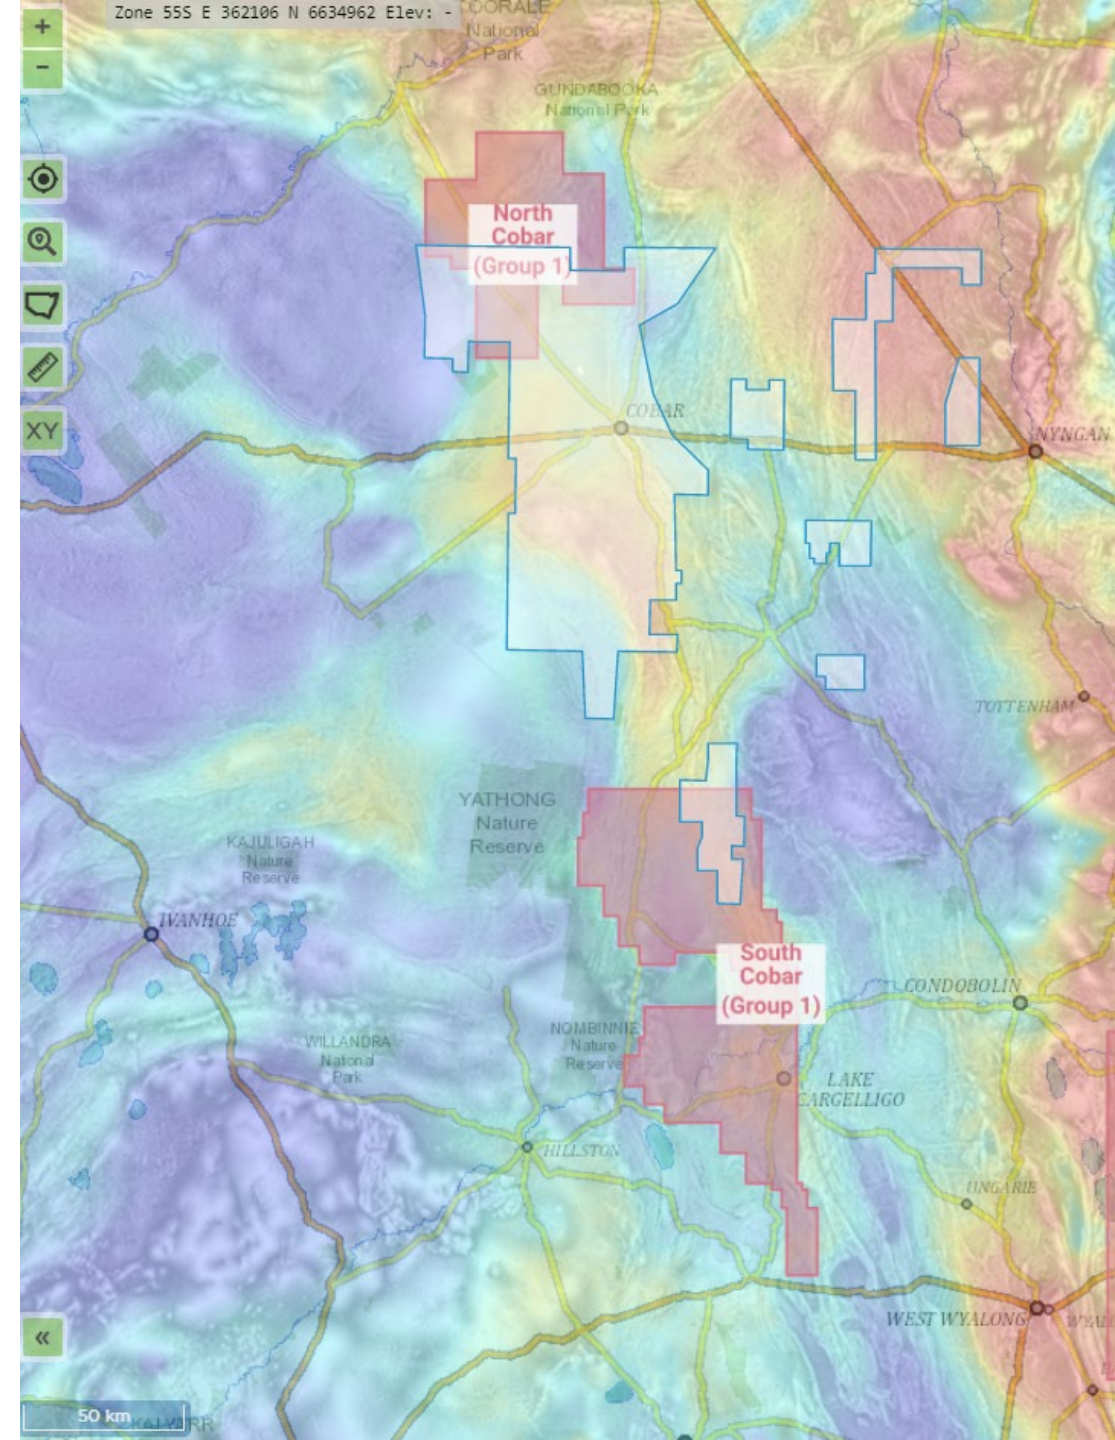 Zone 55S E 362106 N 6634962 Elev: -
National
Park
GUNDABOOKA
National Park
+
−
North
Cobar
(Group 1)
XY
COBAR
NYNGAN
TOTTENHAM
YATHONG
Nature
Reserve
KAJULIGAH
Nature
Reserve
IVANHOE
South
Cobar
(Group 1)
CONDOBOLIN
NOMBINNIE
Nature
Reserve
WILLANDRA
National
Park
LAKE
CARGELLIGO
HILLSTON
UNGARIE
WEST WYALONG
«
50 km